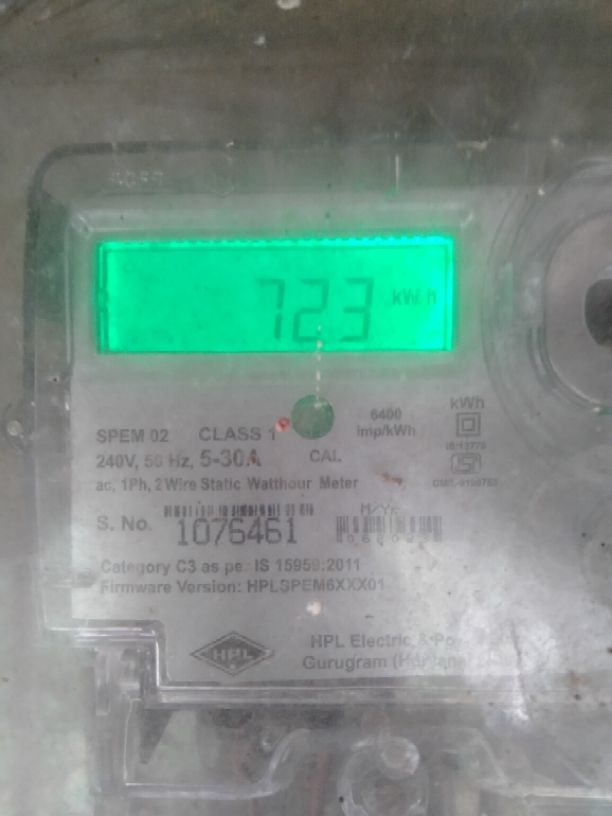 723 kWh
SPEM 02 CLASS 1
6400
imp/kWh
kWh
240V, 50 Hz, 5-30A
CAL
ac, 1Ph, 2 Wire Static Watthour Meter
S. No. 1076461
M/YR
Category C3 as per IS 15959:2011
Firmware Version: HPLSPEM6XXX01
HPL
HPL Electric &
Gurugram